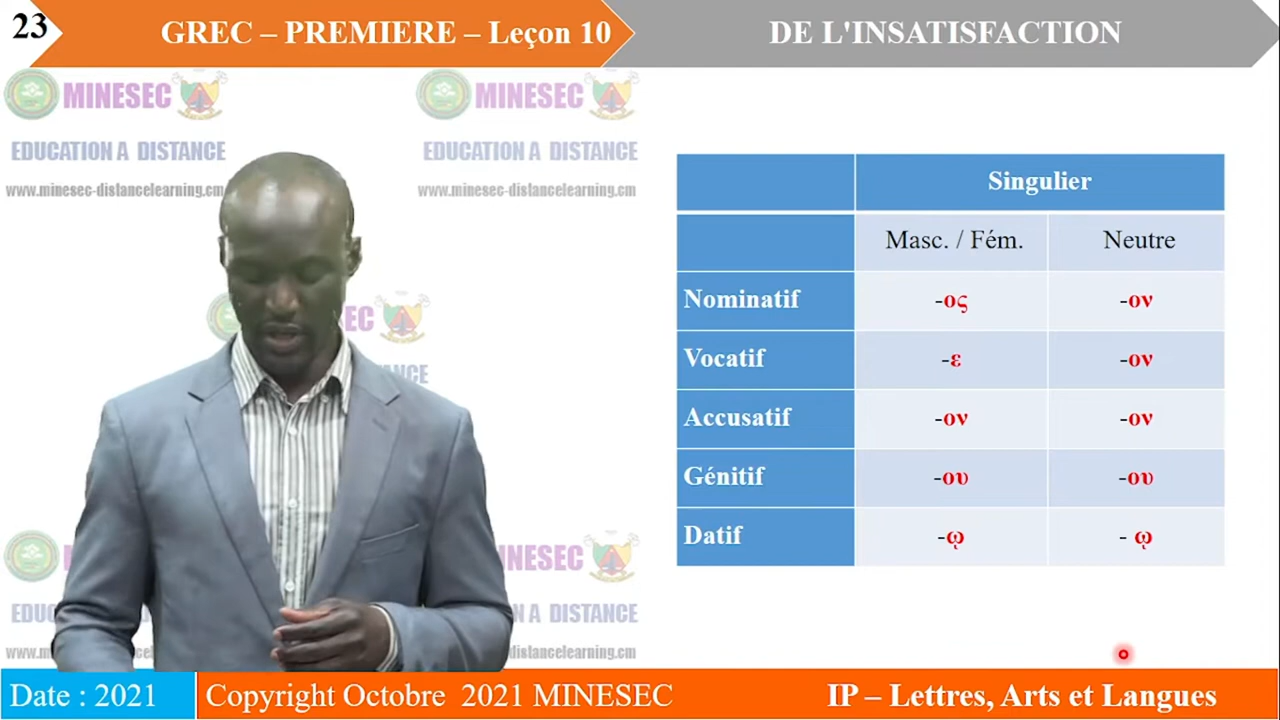 23
GREC – PREMIERE – Leçon 10
DE L'INSATISFACTION
MINESEC
MINESEC
EDUCATION A DISTANCE
EDUCATION A DISTANCE
www.minesec-distancelearning.cm
www.minesec-distancelearning.cm
Singulier
Masc. / Fém. Neutre
Nominatif -ος -ον
Vocatif -ε -ον
Accusatif -ον -ον
Génitif -ου -ου
Datif -ῳ - ῳ
Date : 2021
Copyright Octobre 2021 MINESEC
IP – Lettres, Arts et Langues